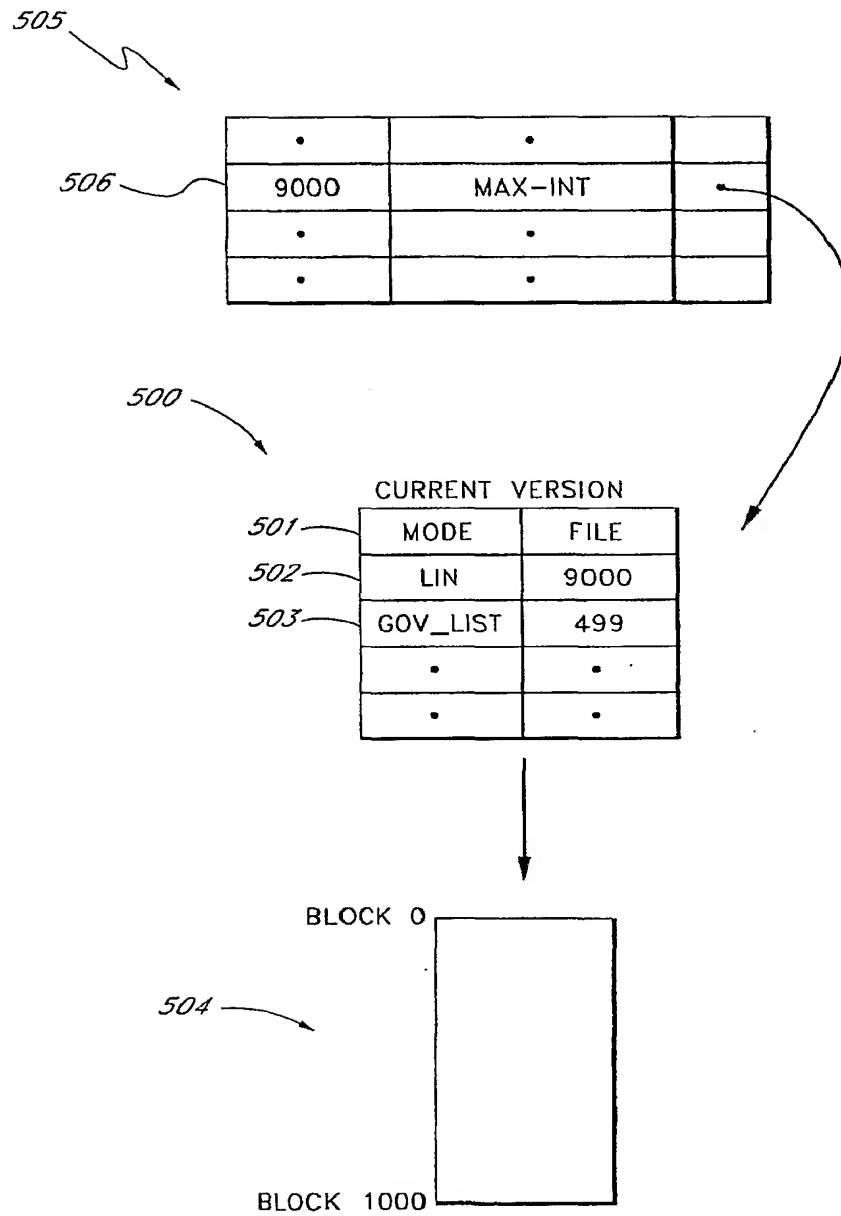 505
506
9000 MAX-INT
500
CURRENT VERSION
501 MODE FILE
502 LIN 9000
503 GOV_LIST 499
BLOCK 0
504
BLOCK 1000